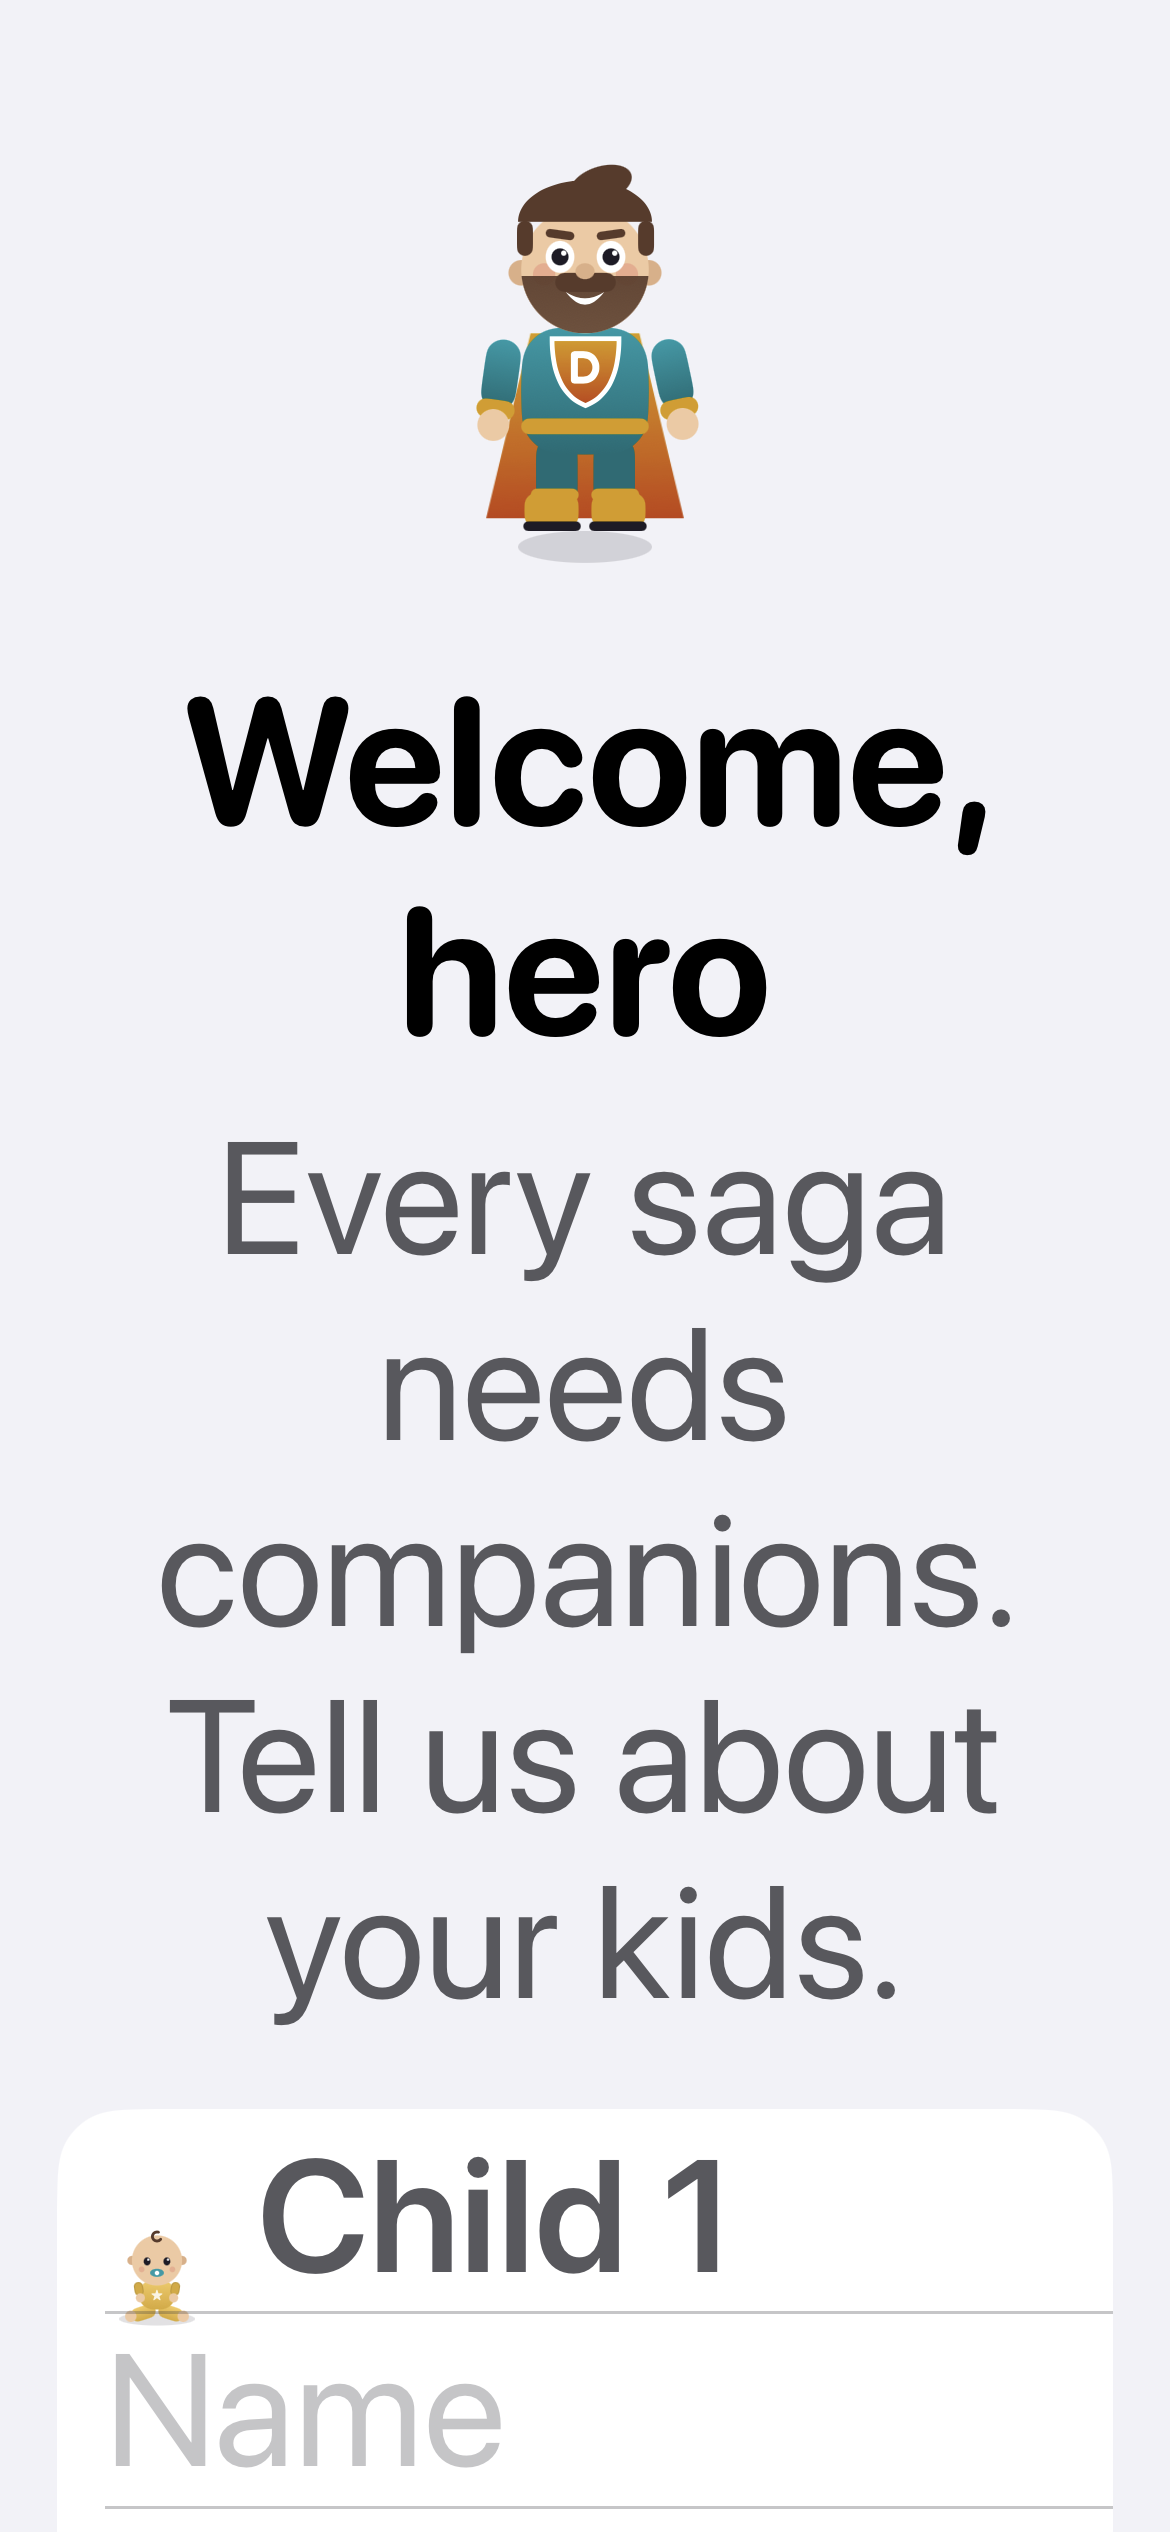 D
Welcome,
hero
Every saga
needs
companions.
Tell us about
your kids.
Child 1
Name